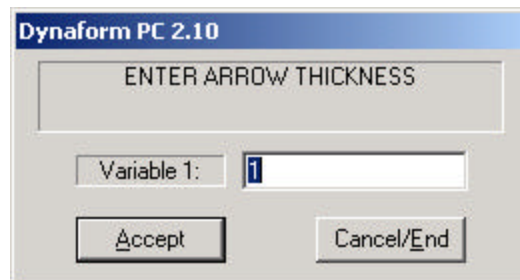 Dynaform PC 2.10
ENTER ARROW THICKNESS
Variable 1: 1
Accept Cancel/End